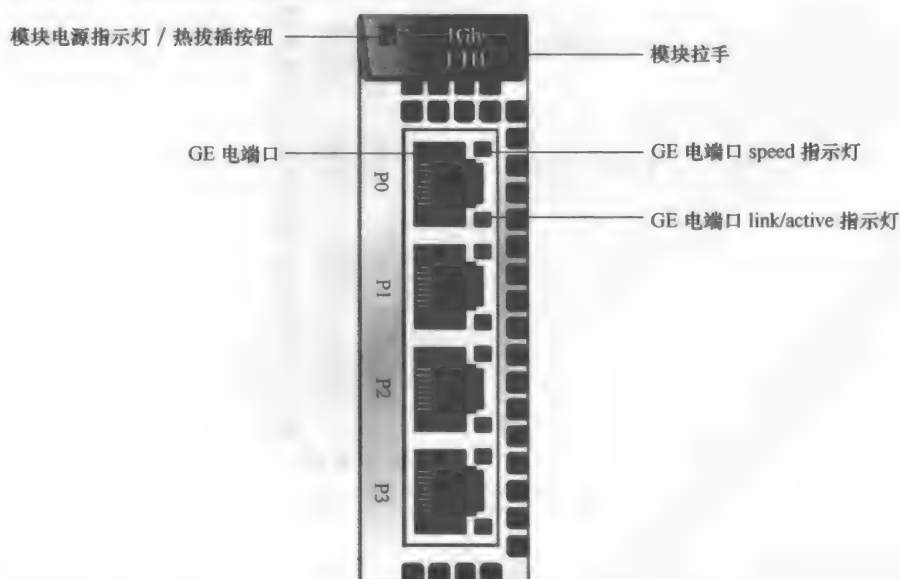 模块电源指示灯 / 热拔插按钮
模块拉手
GE 电端口
GE 电端口 speed 指示灯
GE 电端口 link/active 指示灯
P0
P1
P2
P3